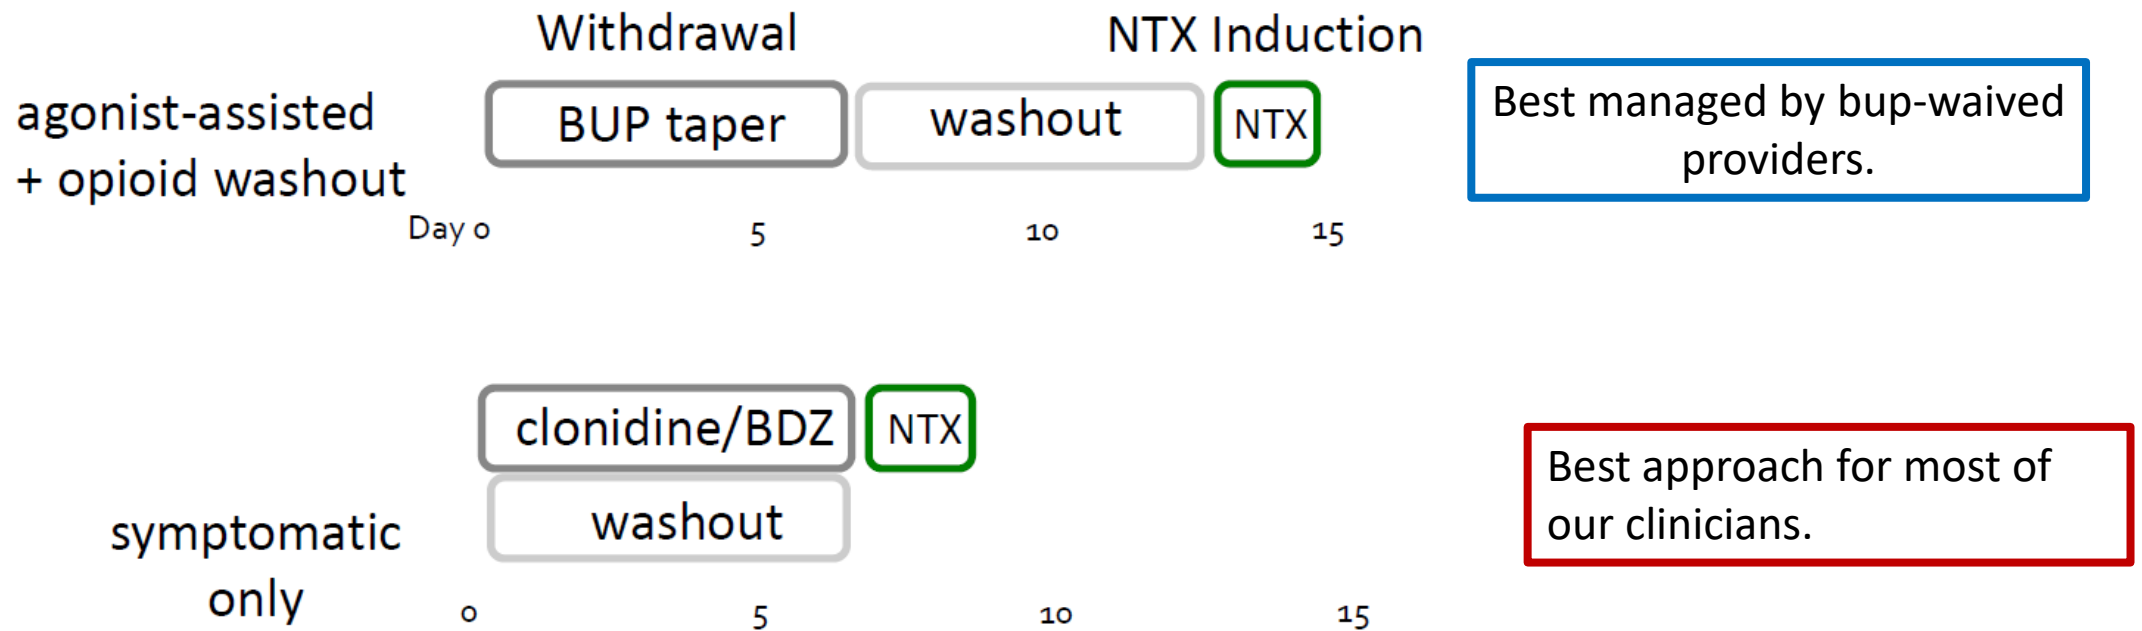 Withdrawal
NTX Induction
agonist-assisted
+ opioid washout
BUP taper
washout
NTX
Best managed by bup-waived
providers.
Day 0
5
10
15
clonidine/BDZ
NTX
washout
symptomatic
only
Best approach for most of
our clinicians.
0
5
10
15